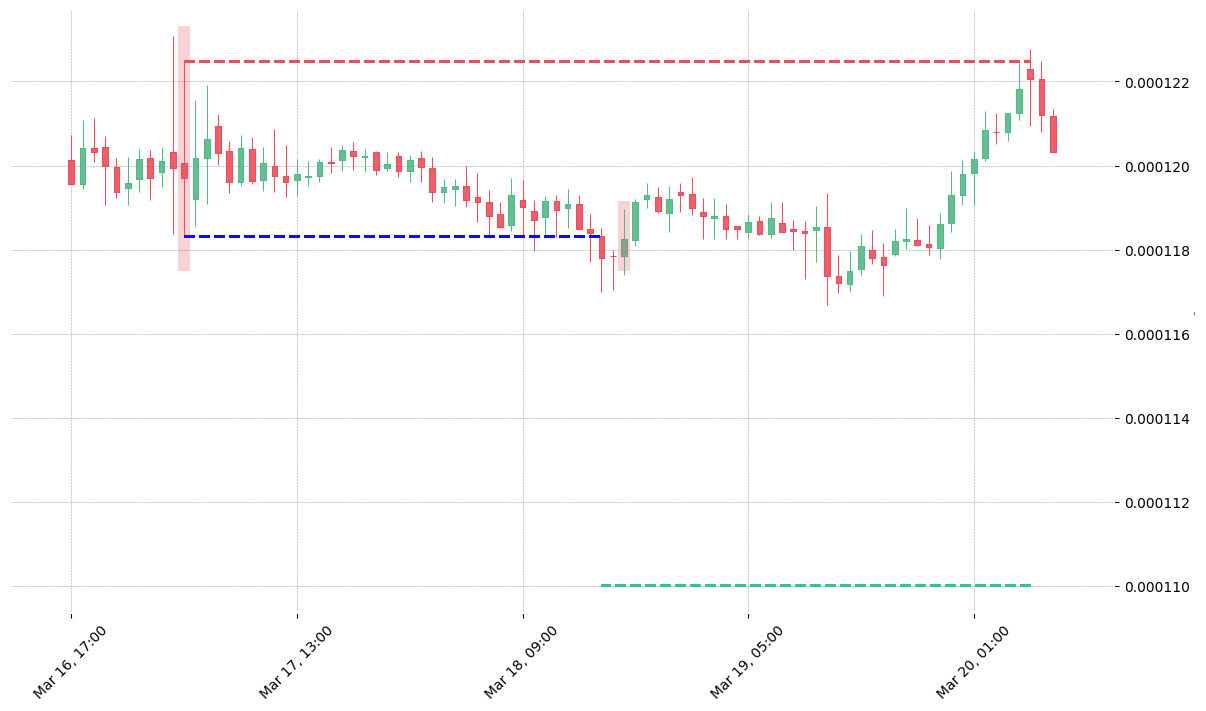 0.000122
0.000120
0.000118
0.000116
0.000114
0.000112
0.000110
Mar 16, 17:00
Mar 17, 13:00
Mar 18, 09:00
Mar 19, 05:00
Mar 20, 01:00